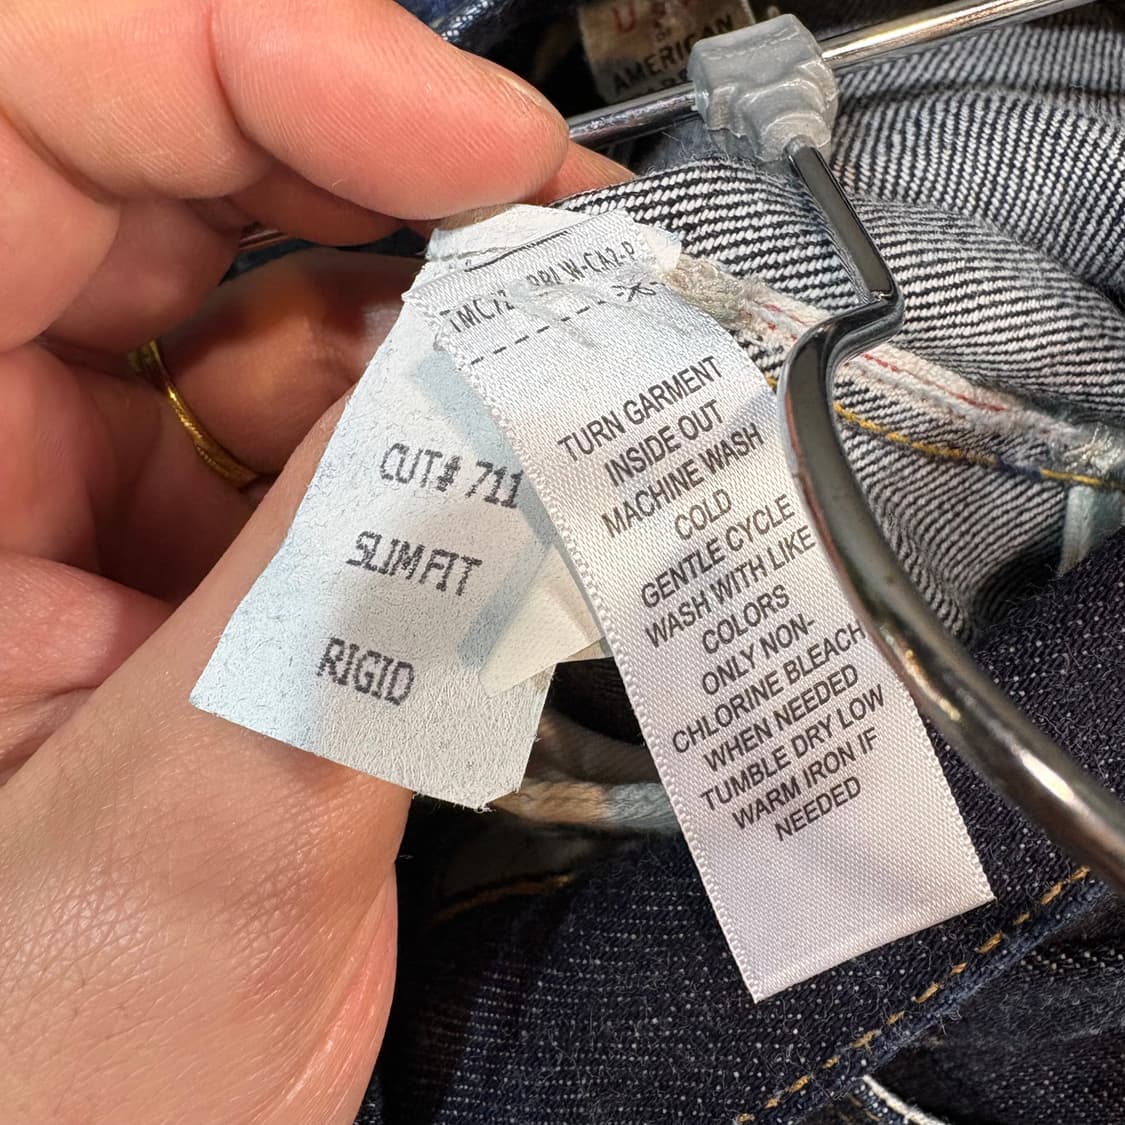 AMERICAN
CUT# 711
SLIM FIT
RIGID
TURN GARMENT
INSIDE OUT
MACHINE WASH
COLD
GENTLE CYCLE
WASH WITH LIKE
COLORS
ONLY NON-
CHLORINE BLEACH
WHEN NEEDED
TUMBLE DRY LOW
WARM IRON IF
NEEDED